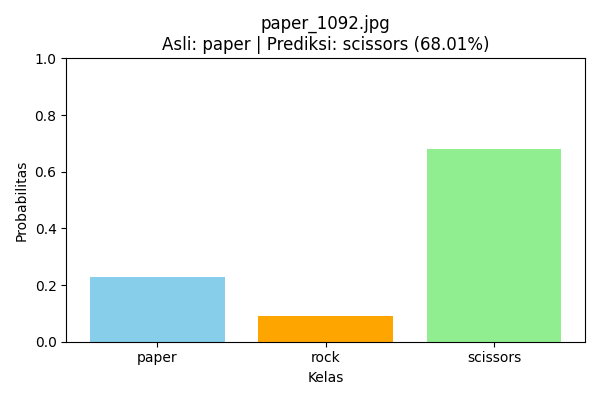 paper_1092.jpg
Asli: paper | Prediksi: scissors (68.01%)
1.0
0.8
0.6
0.4
0.2
0.0
Probabilitas
paper rock scissors
Kelas